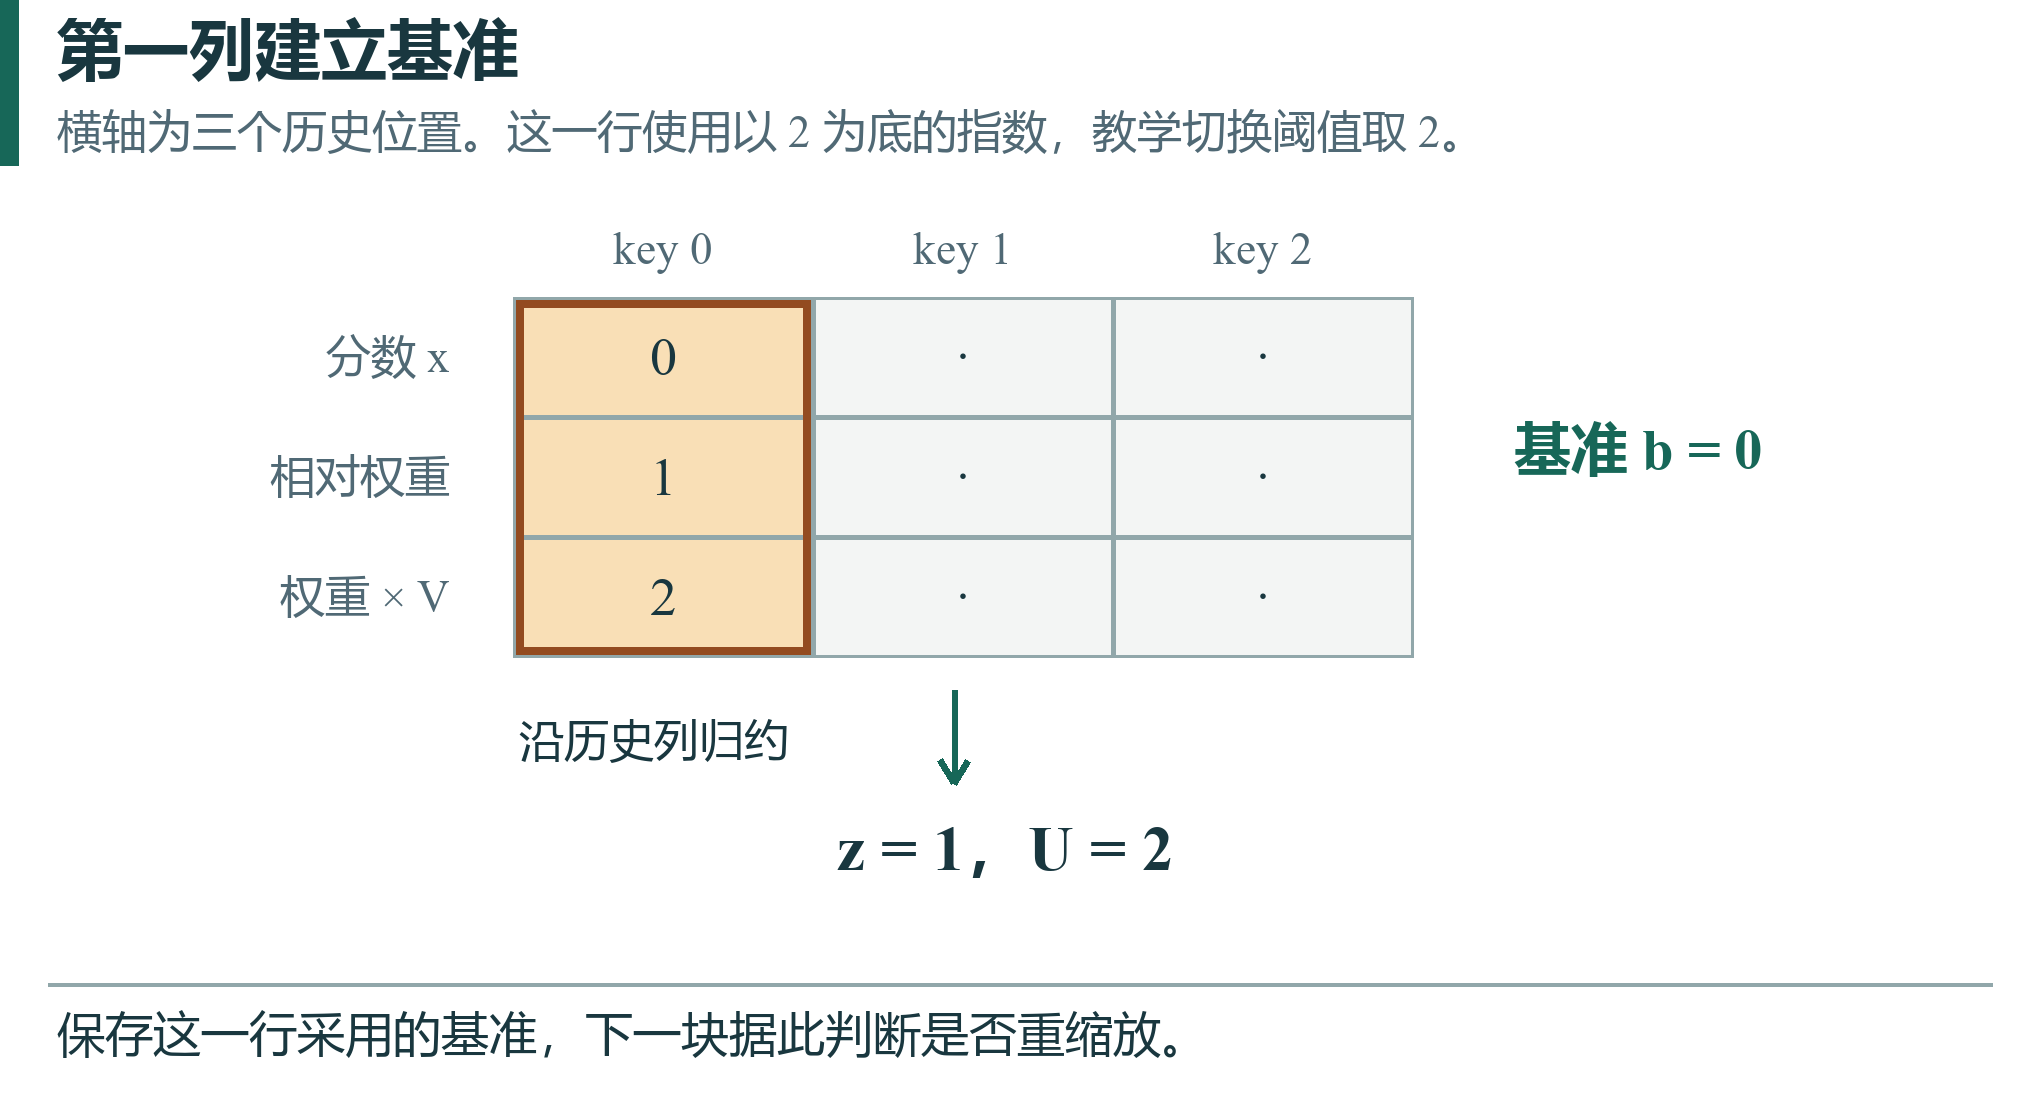 第一列建立基准
横轴为三个历史位置。这一行使用以 2 为底的指数，教学切换阈值取 2。
key 0 key 1 key 2
分数 x 0 · ·
相对权重 1 · ·
基准 b = 0
权重 × V 2 · ·
沿历史列归约
z = 1，U = 2
保存这一行采用的基准，下一块据此判断是否重缩放。